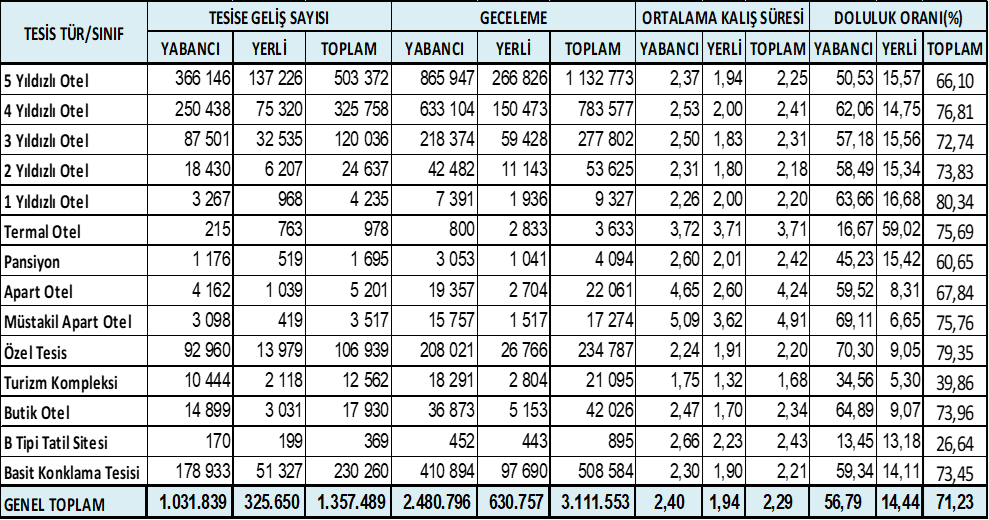 TESİS TÜR/SINIF TESİSE GELİŞ SAYISI GECELEME ORTALAMA KALIŞ SÜRESİ DOLULUK ORANI(%)
YABANCI YERLİ TOPLAM YABANCI YERLİ TOPLAM YABANCI YERLİ TOPLAM YABANCI YERLİ TOPLAM
5 Yıldızlı Otel 366 146 137 226 503 372 865 947 266 826 1 132 773 2,37 1,94 2,25 50,53 15,57 66,10
4 Yıldızlı Otel 250 438 75 320 325 758 633 104 150 473 783 577 2,53 2,00 2,41 62,06 14,75 76,81
3 Yıldızlı Otel 87 501 32 535 120 036 218 374 59 428 277 802 2,50 1,83 2,31 57,18 15,56 72,74
2 Yıldızlı Otel 18 430 6 207 24 637 42 482 11 143 53 625 2,31 1,80 2,18 58,49 15,34 73,83
1 Yıldızlı Otel 3 267 968 4 235 7 391 1 936 9 327 2,26 2,00 2,20 63,66 16,68 80,34
Termal Otel 215 763 978 800 2 833 3 633 3,72 3,71 3,71 16,67 59,02 75,69
Pansiyon 1 176 519 1 695 3 053 1 041 4 094 2,60 2,01 2,42 45,23 15,42 60,65
Apart Otel 4 162 1 039 5 201 19 357 2 704 22 061 4,65 2,60 4,24 59,52 8,31 67,84
Müstakil Apart Otel 3 098 419 3 517 15 757 1 517 17 274 5,09 3,62 4,91 69,11 6,65 75,76
Özel Tesis 92 960 13 979 106 939 208 021 26 766 234 787 2,24 1,91 2,20 70,30 9,05 79,35
Turizm Kompleksi 10 444 2 118 12 562 18 291 2 804 21 095 1,75 1,32 1,68 34,56 5,30 39,86
Butik Otel 14 899 3 031 17 930 36 873 5 153 42 026 2,47 1,70 2,34 64,89 9,07 73,96
B Tipi Tatil Sitesi 170 199 369 452 443 895 2,66 2,23 2,43 13,45 13,18 26,64
Basit Konklama Tesisi 178 933 51 327 230 260 410 894 97 690 508 584 2,30 1,90 2,21 59,34 14,11 73,45
GENEL TOPLAM 1.031.839 325.650 1.357.489 2.480.796 630.757 3.111.553 2,40 1,94 2,29 56,79 14,44 71,23